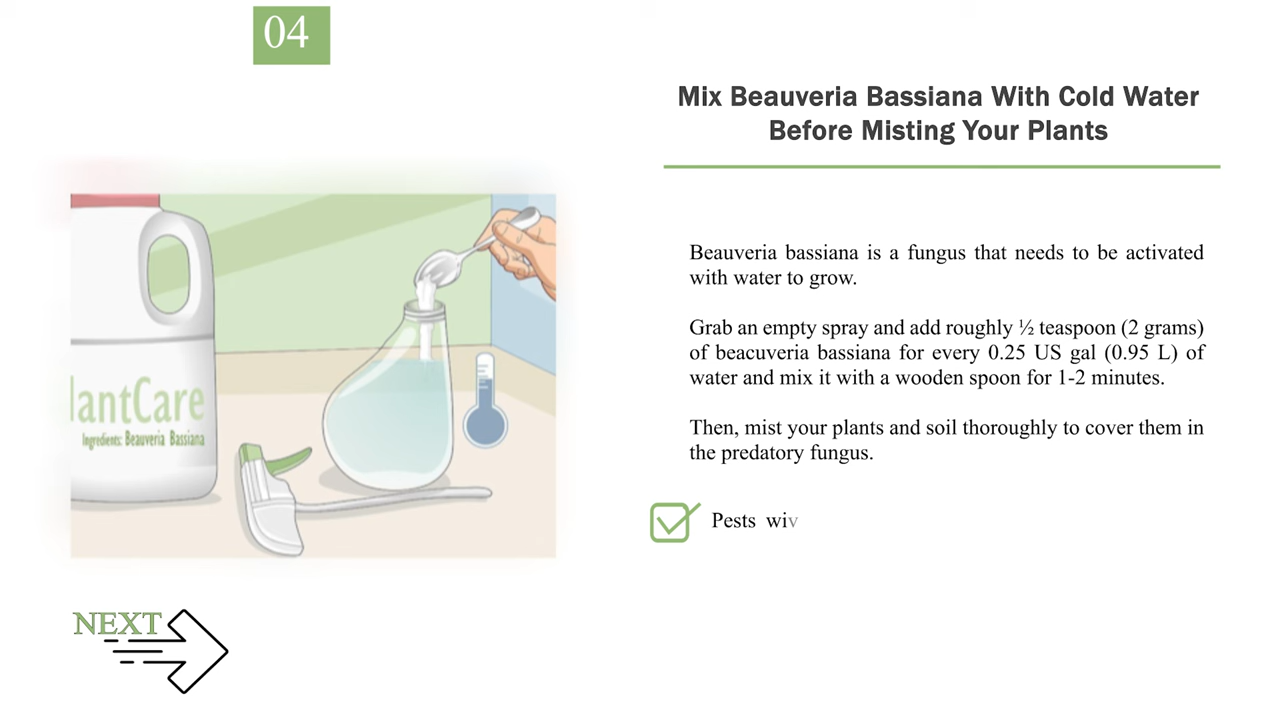 04
Mix Beauveria Bassiana With Cold Water
Before Misting Your Plants
Beauveria bassiana is a fungus that needs to be activated
with water to grow.
Grab an empty spray and add roughly ½ teaspoon (2 grams)
of beacuveria bassiana for every 0.25 US gal (0.95 L) of
water and mix it with a wooden spoon for 1-2 minutes.
Then, mist your plants and soil thoroughly to cover them in
the predatory fungus.
Pests wiv
lantCare
Ingredients: Beauveria Bassiana
NEXT